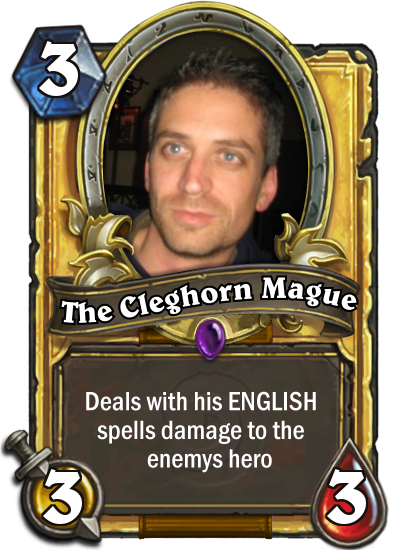 3
The Cleghorn Mague
Deals with his ENGLISH
spells damage to the
enemys hero
3
3